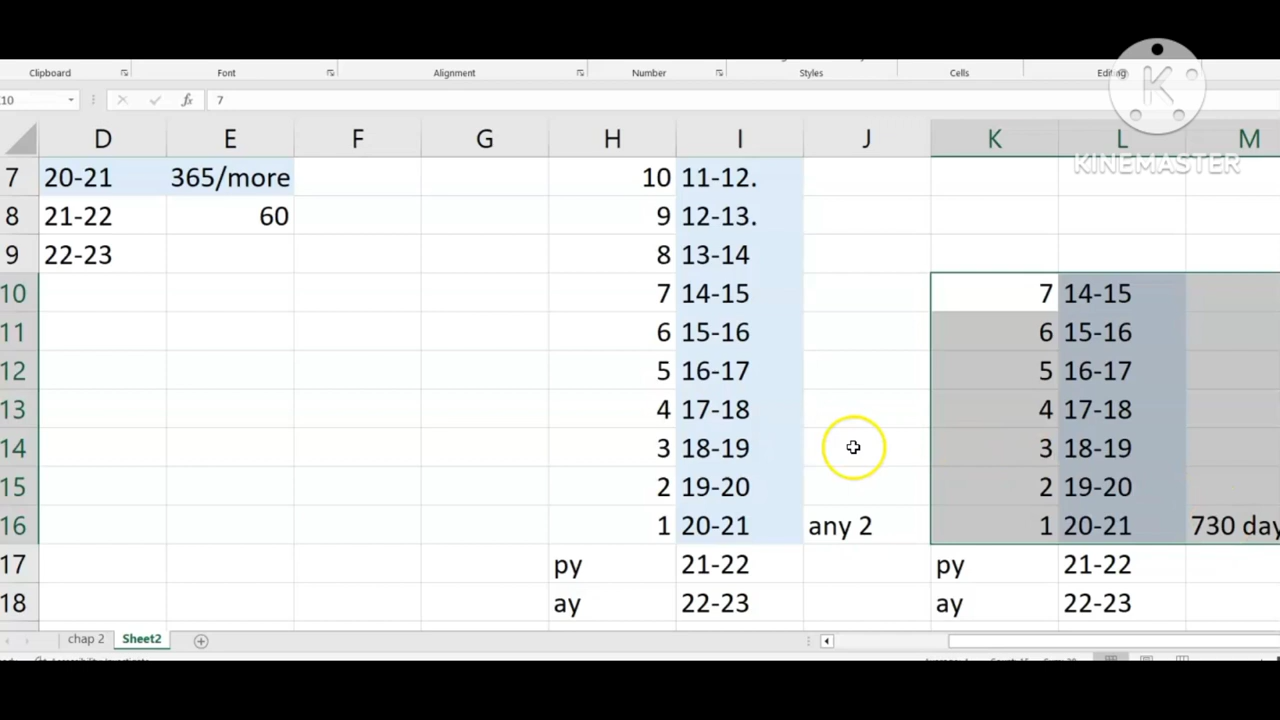 Clipboard Font Alignment Number Styles Cells Editing
K
KINEMASTER
10 fx 7
D E F G H I J K L M
7 20-21 365/more 10 11-12.
8 21-22 60 9 12-13.
9 22-23 8 13-14
10 7 14-15 7 14-15
11 6 15-16 6 15-16
12 5 16-17 5 16-17
13 4 17-18 4 17-18
14 3 18-19 3 18-19
15 2 19-20 2 19-20
16 1 20-21 any 2 1 20-21 730 day
17 py 21-22 py 21-22
18 ay 22-23 ay 22-23
chap 2 Sheet2